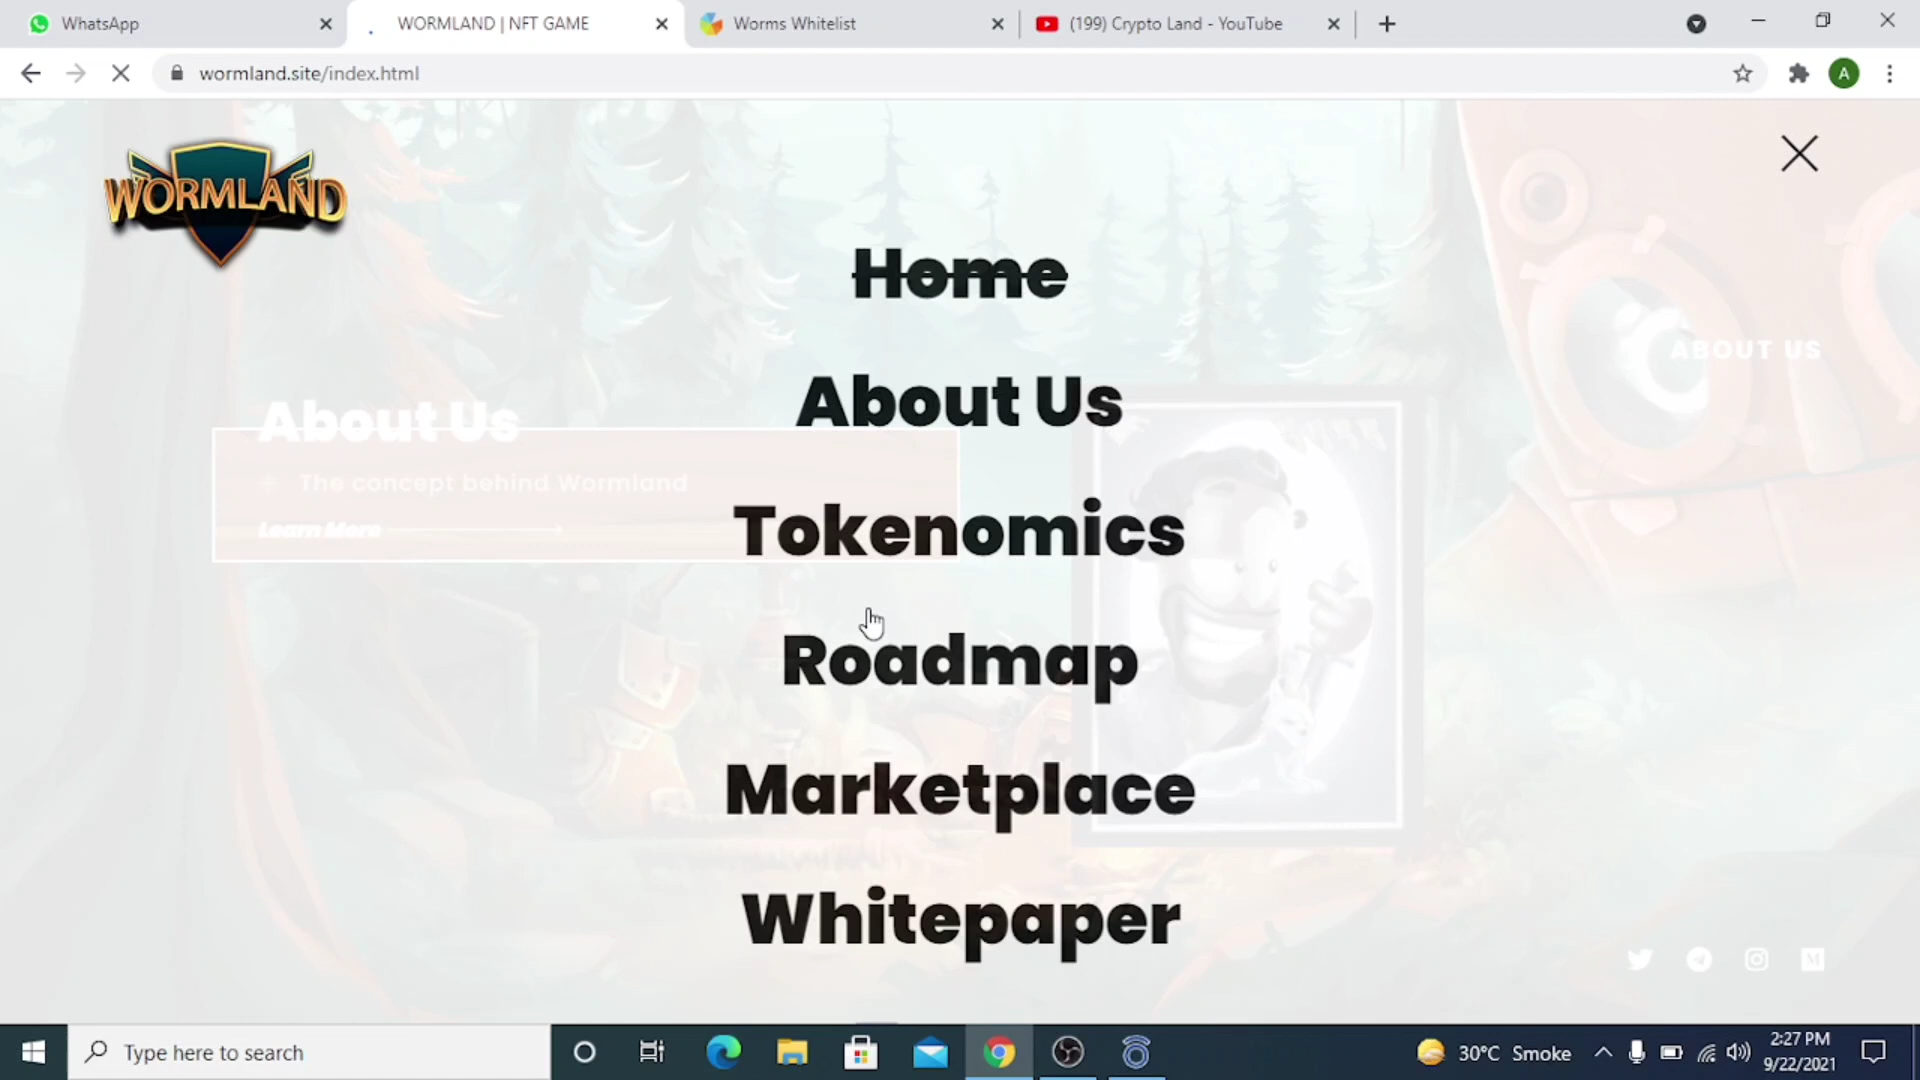 WhatsApp
WORMLAND | NFT GAME
Worms Whitelist
(199) Crypto Land - YouTube
wormland.site/index.html
A
WORMLAND
Home
ABOUT US
About Us
About Us
The concept behind Wormland
Learn More
Tokenomics
Roadmap
Marketplace
Whitepaper
Type here to search
30°C Smoke
2:27 PM
9/22/2021